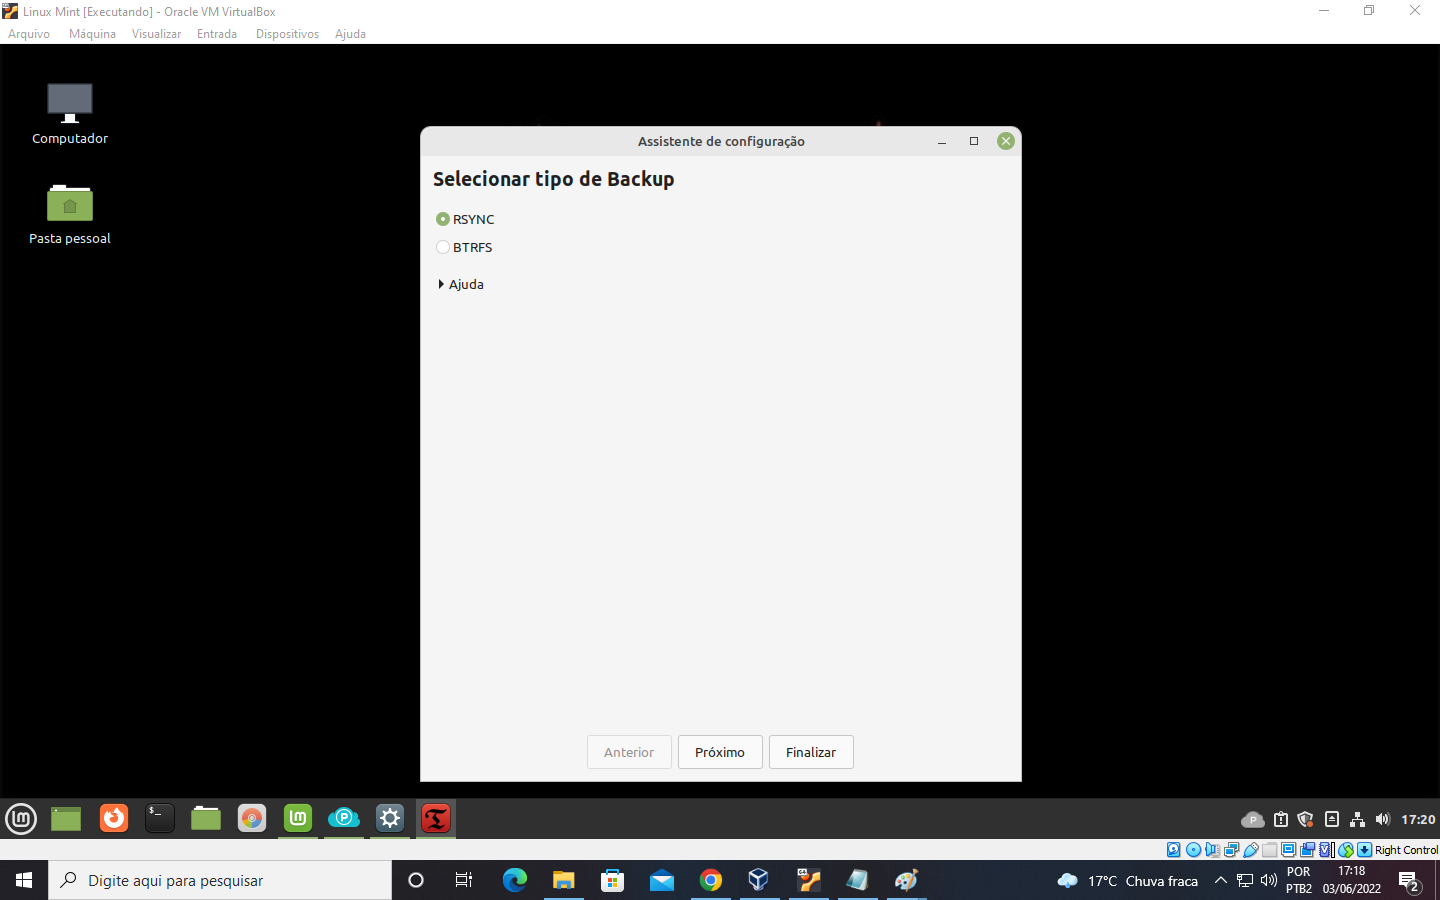 Linux Mint [Executando] - Oracle VM VirtualBox
Arquivo Máquina Visualizar Entrada Dispositivos Ajuda
Computador
Pasta pessoal
Assistente de configuração
Selecionar tipo de Backup
RSYNC
BTRFS
Ajuda
Anterior Próximo Finalizar
17:20
Right Control
Digite aqui para pesquisar
17°C Chuva fraca
POR
PTB2
17:18
03/06/2022
2